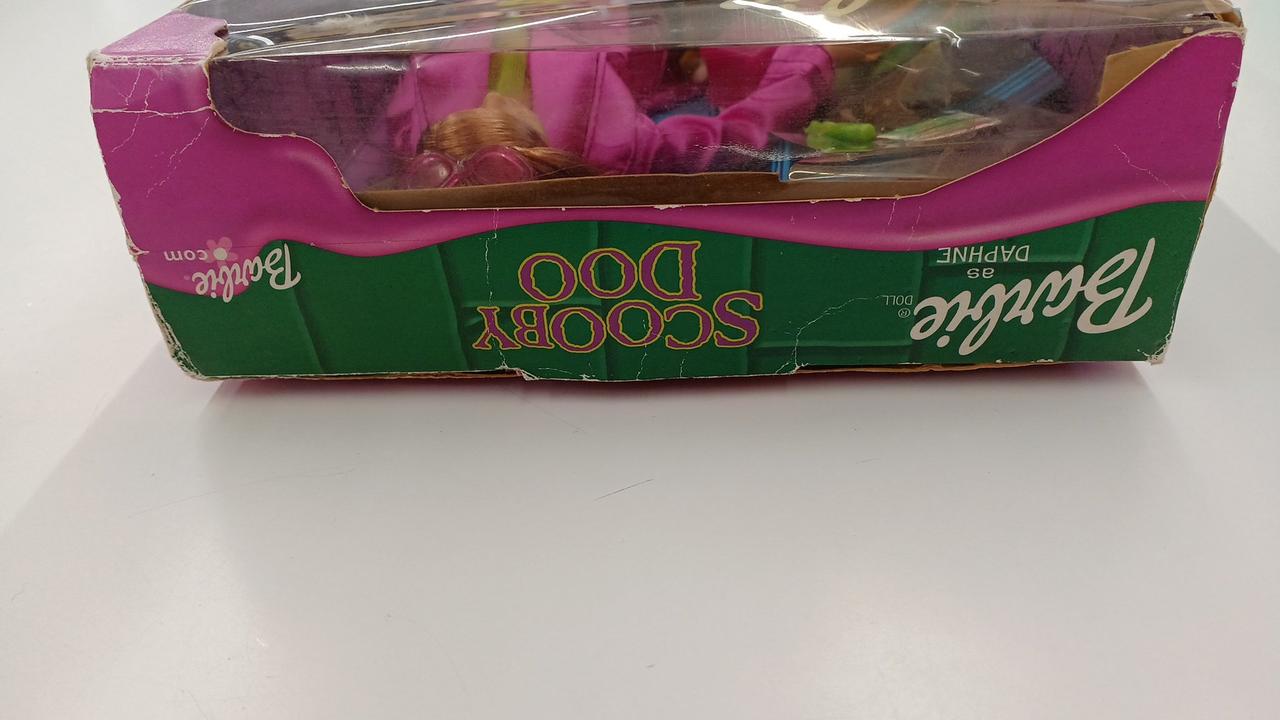 Barbie
® DOLL
as
DAPHNE
SCOOBY
DOO
Barbie
com